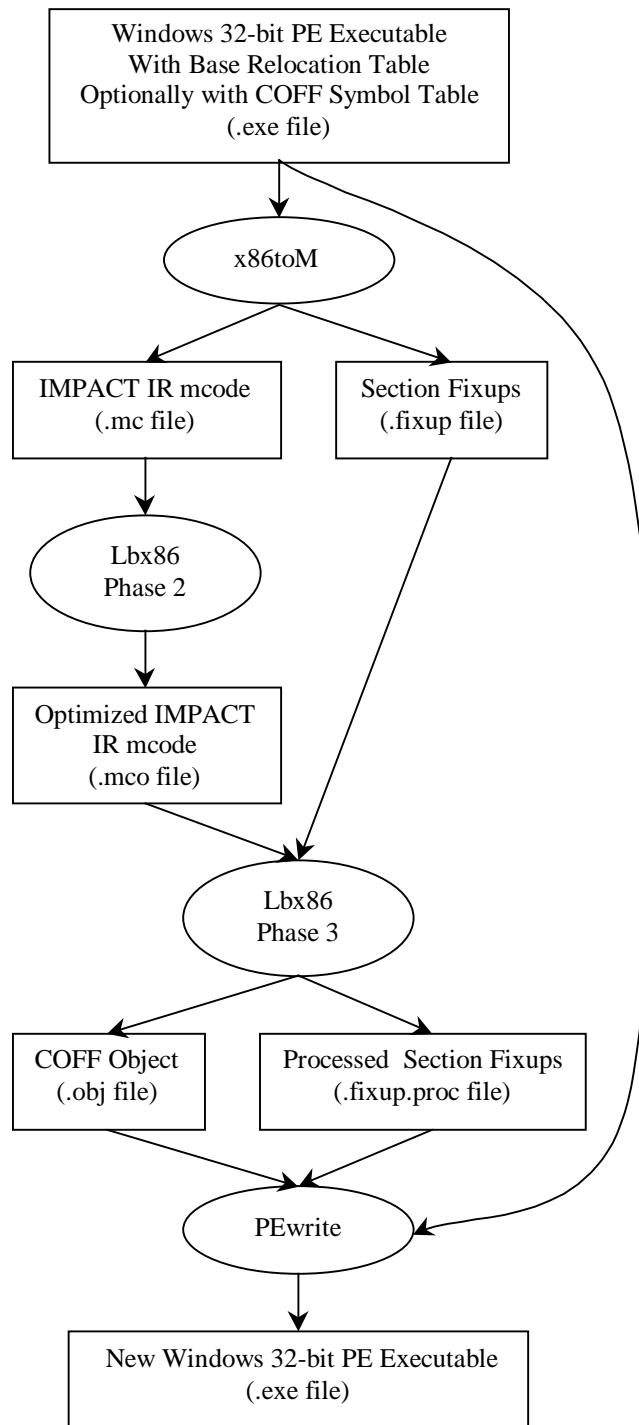 Windows 32-bit PE Executable
With Base Relocation Table
Optionally with COFF Symbol Table
(.exe file)
x86toM
IMPACT IR mcode
(.mc file)
Section Fixups
(.fixup file)
Lbx86
Phase 2
Optimized IMPACT
IR mcode
(.mco file)
Lbx86
Phase 3
COFF Object
(.obj file)
Processed Section Fixups
(.fixup.proc file)
PEwrite
New Windows 32-bit PE Executable
(.exe file)